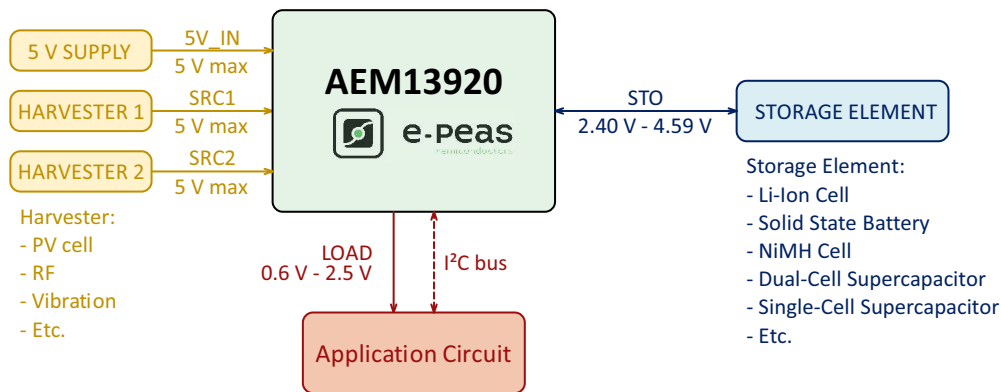 5 V SUPPLY
5V_IN
5 V max
HARVESTER 1
SRC1
5 V max
HARVESTER 2
SRC2
5 V max
Harvester:
- PV cell
- RF
- Vibration
- Etc.
AEM13920
e-peas
semiconductors
STO
2.40 V - 4.59 V
STORAGE ELEMENT
Storage Element:
- Li-Ion Cell
- Solid State Battery
- NiMH Cell
- Dual-Cell Supercapacitor
- Single-Cell Supercapacitor
- Etc.
LOAD
0.6 V - 2.5 V
I²C bus
Application Circuit